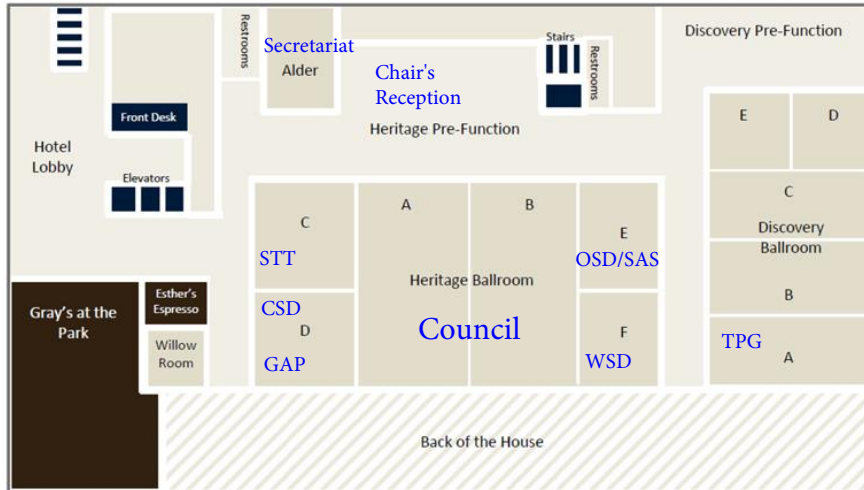 Restrooms
Secretariat
Alder
Chair's
Reception
Stairs
Restrooms
Discovery Pre-Function
Front Desk
Heritage Pre-Function
E
D
Hotel
Lobby
Elevators
C
A
B
E
C
STT
OSD/SAS
Discovery
Ballroom
Heritage Ballroom
Gray's at the
Park
Esther's
Espresso
CSD
D
Council
F
B
Willow
Room
GAP
WSD
TPG
A
Back of the House